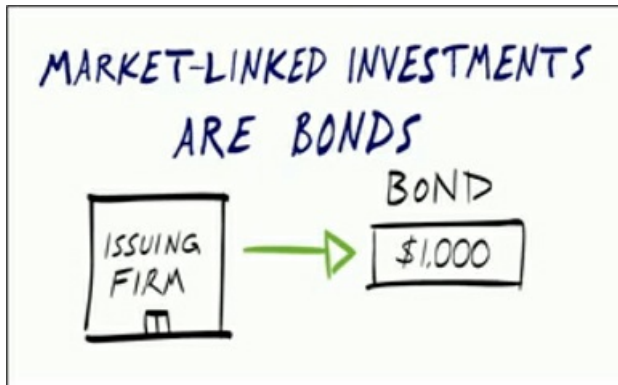 MARKET-LINKED INVESTMENTS
ARE BONDS
BOND
ISSUING
FIRM
$1,000